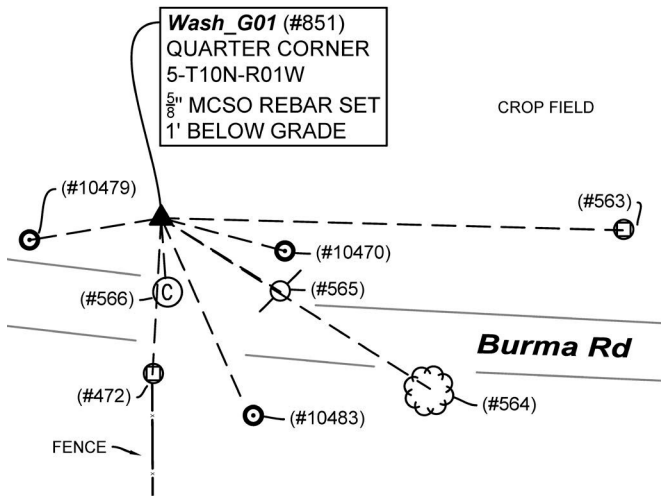 Wash_G01 (#851)
QUARTER CORNER
5-T10N-R01W
5/8" MCSO REBAR SET
1' BELOW GRADE
CROP FIELD
(#10479)
(#563)
(#10470)
(#566)
C
(#565)
Burma Rd
(#472)
(#10483)
(#564)
FENCE